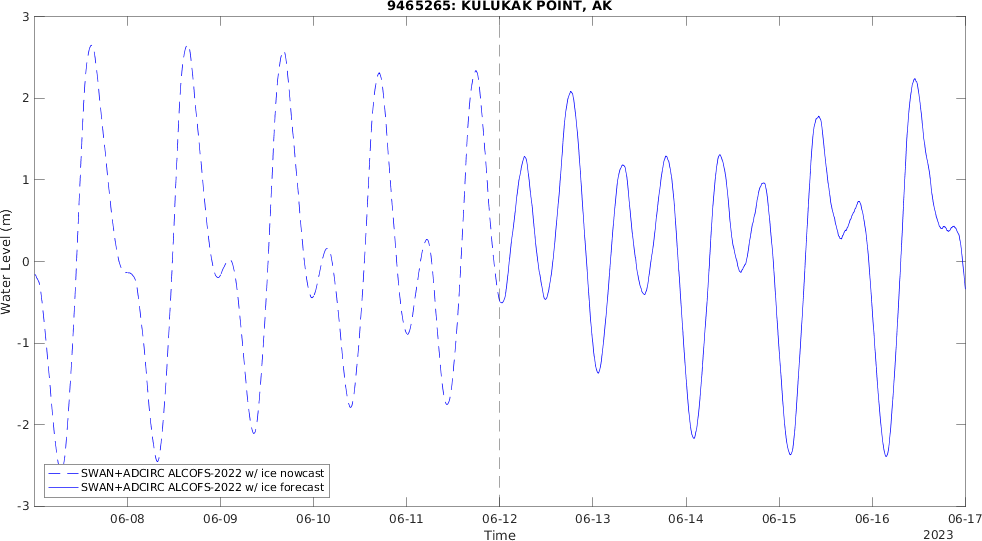 9465265: KULUKAK POINT, AK
3
2
1
0
-1
-2
-3
Water Level (m)
SWAN+ADCIRC ALCOFS-2022 w/ ice nowcast
SWAN+ADCIRC ALCOFS-2022 w/ ice forecast
06-08 06-09 06-10 06-11 06-12 06-13 06-14 06-15 06-16 06-17
Time
2023